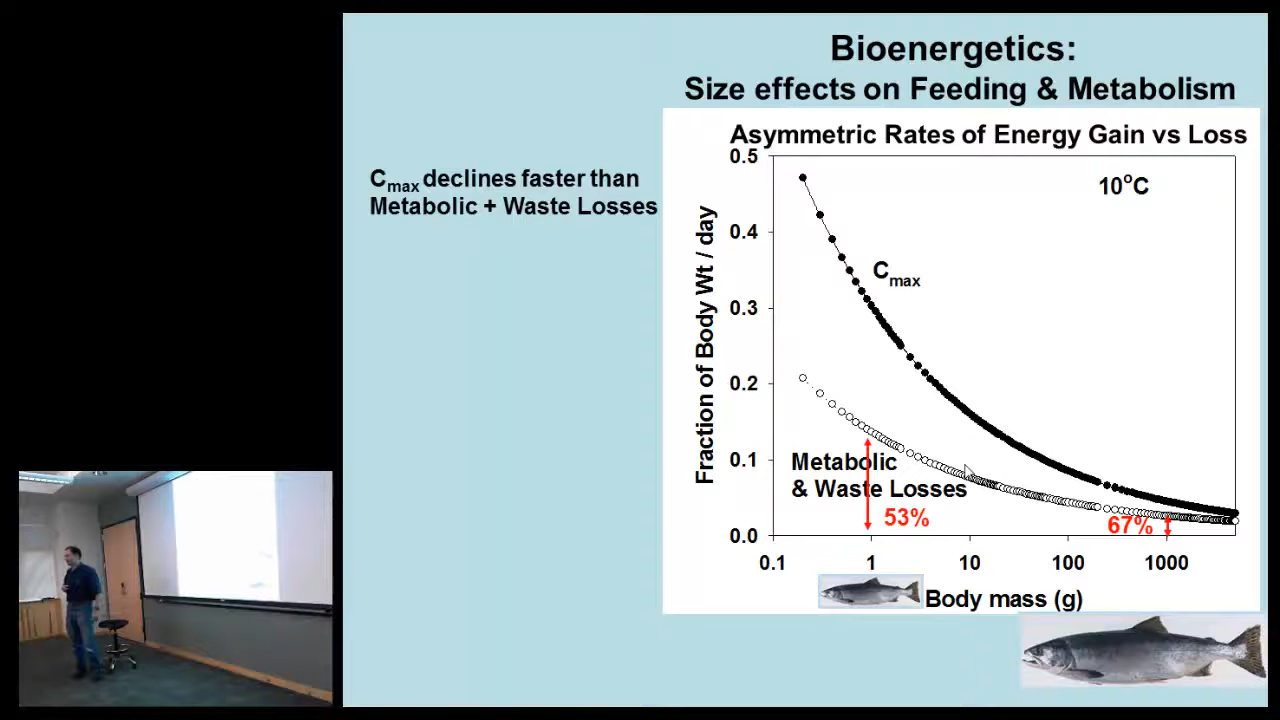 Bioenergetics:
Size effects on Feeding & Metabolism
Cmax declines faster than
Metabolic + Waste Losses
Asymmetric Rates of Energy Gain vs Loss
10oC
Cmax
Metabolic
& Waste Losses
53%
67%
Fraction of Body Wt / day
0.5
0.4
0.3
0.2
0.1
0.0
0.1
1
10
100
1000
Body mass (g)